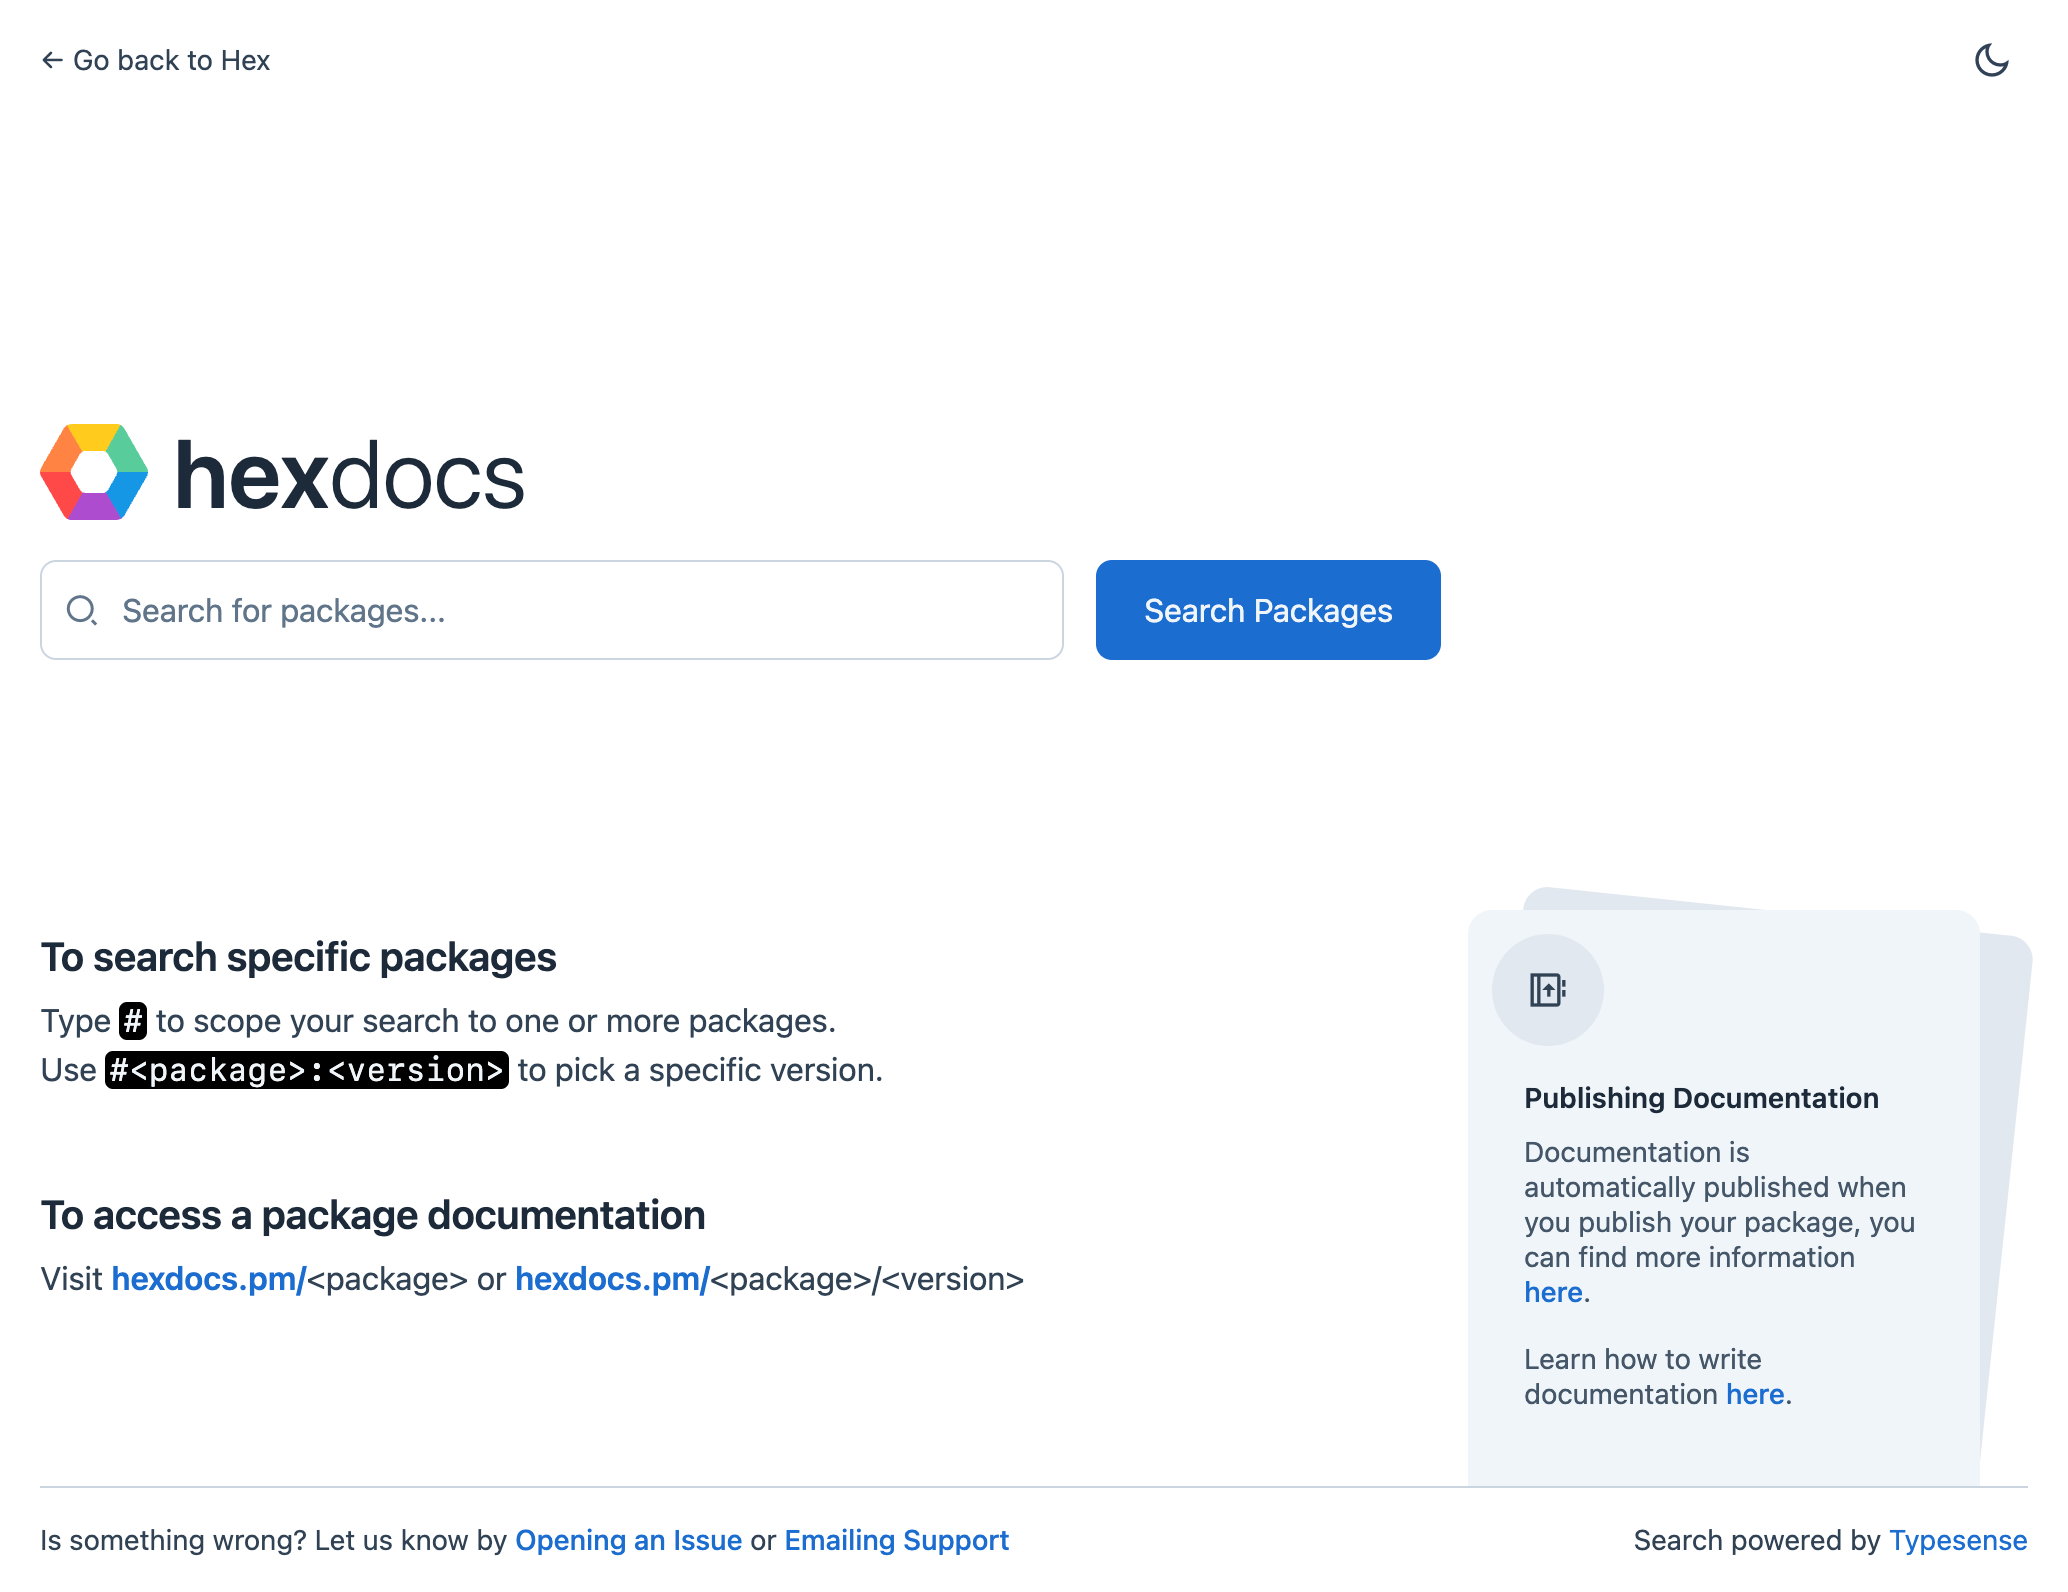 ← Go back to Hex
hexdocs
Search for packages...
Search Packages
To search specific packages
Type # to scope your search to one or more packages.
Use #<package>:<version> to pick a specific version.
To access a package documentation
Visit hexdocs.pm/<package> or hexdocs.pm/<package>/<version>
Publishing Documentation
Documentation is
automatically published when
you publish your package, you
can find more information
here.
Learn how to write
documentation here.
Is something wrong? Let us know by Opening an Issue or Emailing Support
Search powered by Typesense